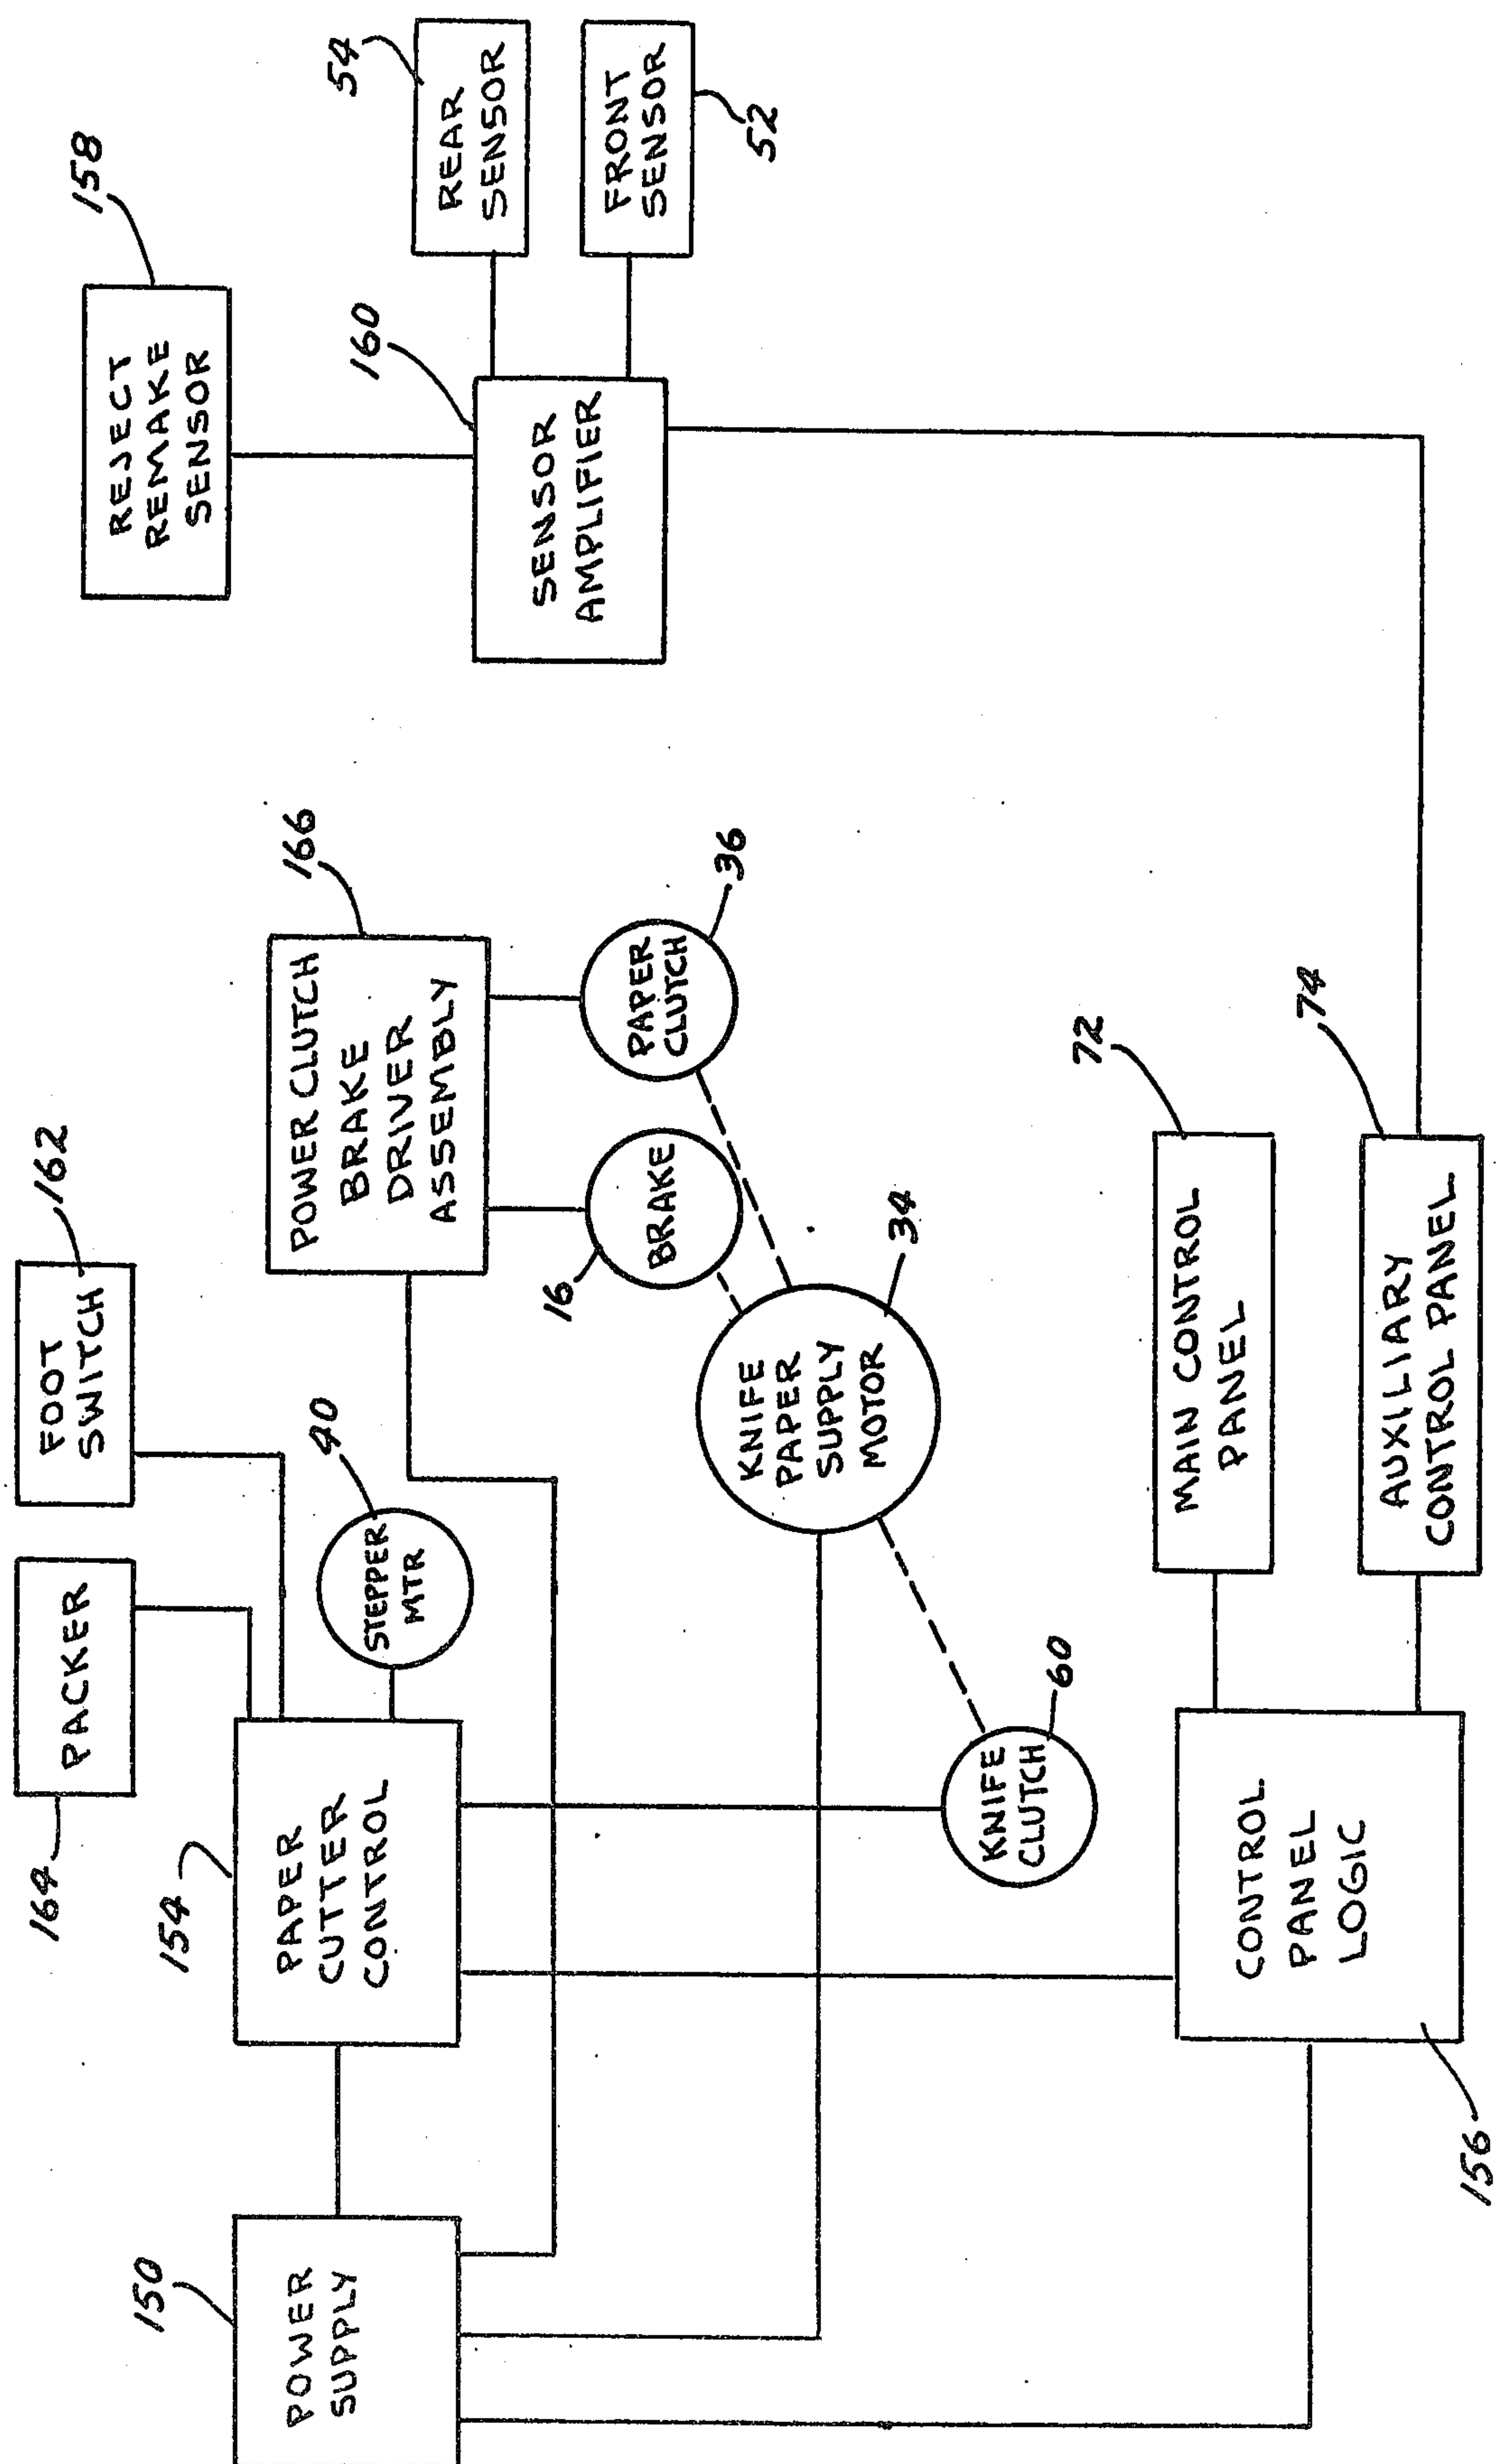 158
REJECT
REMAKE
SENSOR
54
REAR
SENSOR
FRONT
SENSOR
52
160
SENSOR
AMPLIFIER
162
FOOT
SWITCH
164
PACKER
166
POWER CLUTCH
BRAKE
DRIVER
ASSEMBLY
36
PAPER
CLUTCH
16
BRAKE
40
STEPPER
MTR
154
PAPER
CUTTER
CONTROL
34
KNIFE
PAPER
SUPPLY
MOTOR
60
KNIFE
CLUTCH
150
POWER
SUPPLY
72
MAIN CONTROL
PANEL
74
AUXILIARY
CONTROL PANEL
CONTROL
PANEL
LOGIC
156